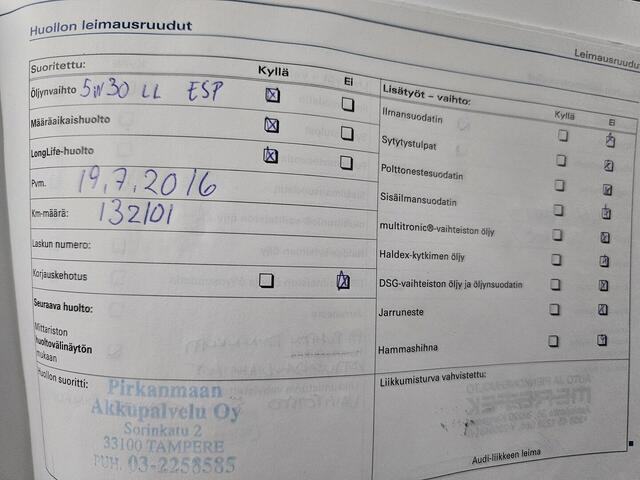 Huollon leimausruudut
Leimausruudut
Suoritettu:
Kyllä
Ei
Öljynvaihto 5W30 LL ESP
Määräaikaishuolto
LongLife-huolto
Pvm. 19.7.2016
Km-määrä: 132101
Laskun numero:
Korjauskehotus
Seuraava huolto:
Mittariston
huoltovälinäytön
mukaan
Huollon suoritti:
Pirkanmaan
Akkupalvelu Oy
Sorinkatu 2
33100 TAMPERE
PUH. 03-2258585
Lisätyöt – vaihto:
Kyllä
Ei
Ilmansuodatin
Sytytystulpat
Polttonestesuodatin
Sisäilmansuodatin
multitronic®-vaihteiston öljy
Haldex-kytkimen öljy
DSG-vaihteiston öljy ja öljynsuodatin
Jarruneste
Hammashihna
Liikkumisturva vahvistettu:
Audi-liikkeen leima